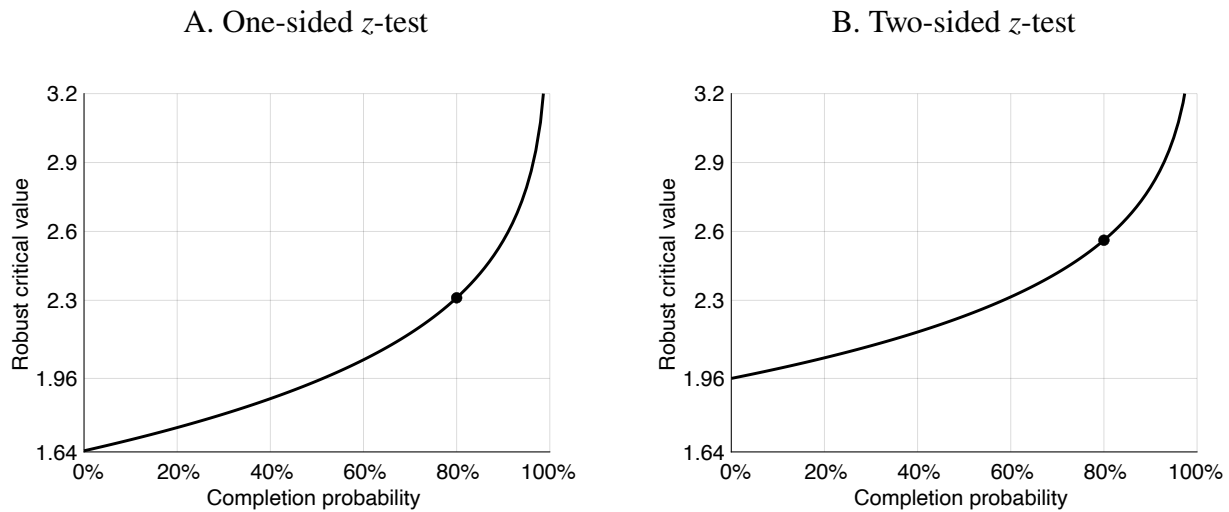 A. One-sided z-test
3.2
2.9
2.6
2.3
1.96
1.64
Robust critical value
0% 20% 40% 60% 80% 100%
Completion probability
B. Two-sided z-test
3.2
2.9
2.6
2.3
1.96
1.64
Robust critical value
0% 20% 40% 60% 80% 100%
Completion probability